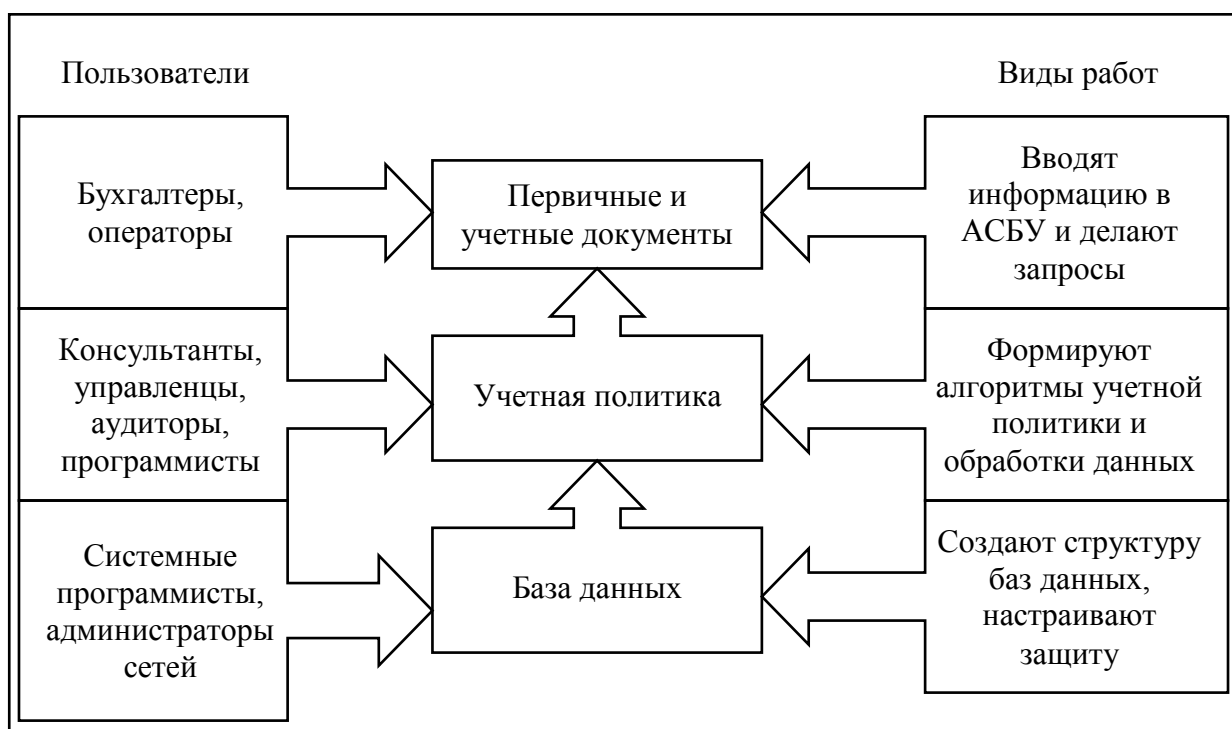 Пользователи
Виды работ
Бухгалтеры,
операторы
Первичные и
учетные документы
Вводят
информацию в
АСБУ и делают
запросы
Консультанты,
управленцы,
аудиторы,
программисты
Учетная политика
Формируют
алгоритмы учетной
политики и
обработки данных
Системные
программисты,
администраторы
сетей
База данных
Создают структуру
баз данных,
настраивают
защиту